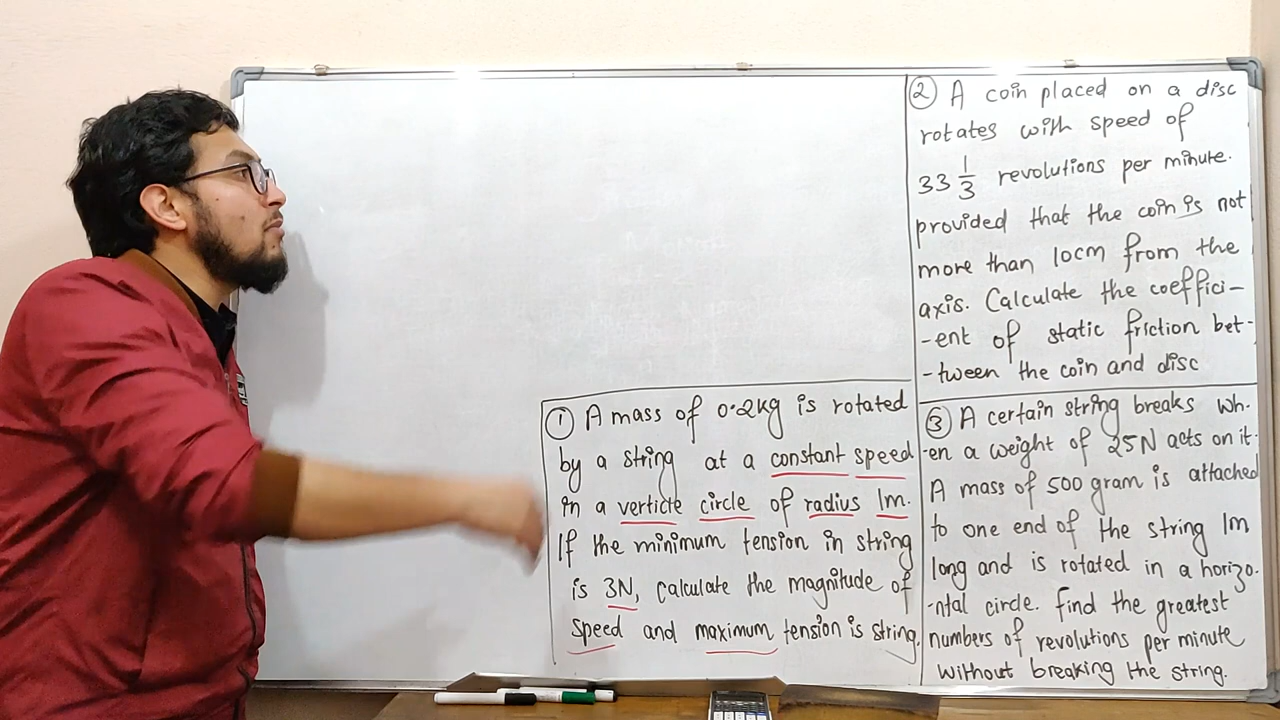 ② A coin placed on a disc
rotates with speed of
33 1/3 revolutions per minute.
provided that the coin is not
more than 10cm from the
axis. Calculate the coeffici-
-ent of static friction bet-
-tween the coin and disc
① A mass of 0.2kg is rotated
by a string at a constant speed
in a verticle circle of radius 1m.
If the minimum tension in string
is 3N, calculate the magnitude of
speed and maximum tension is string.
③ A certain string breaks wh-
-en a weight of 25N acts on it.
A mass of 500 gram is attached
to one end of the string 1m
long and is rotated in a horizo-
-ntal circle. find the greatest
numbers of revolutions per minute
without breaking the string.